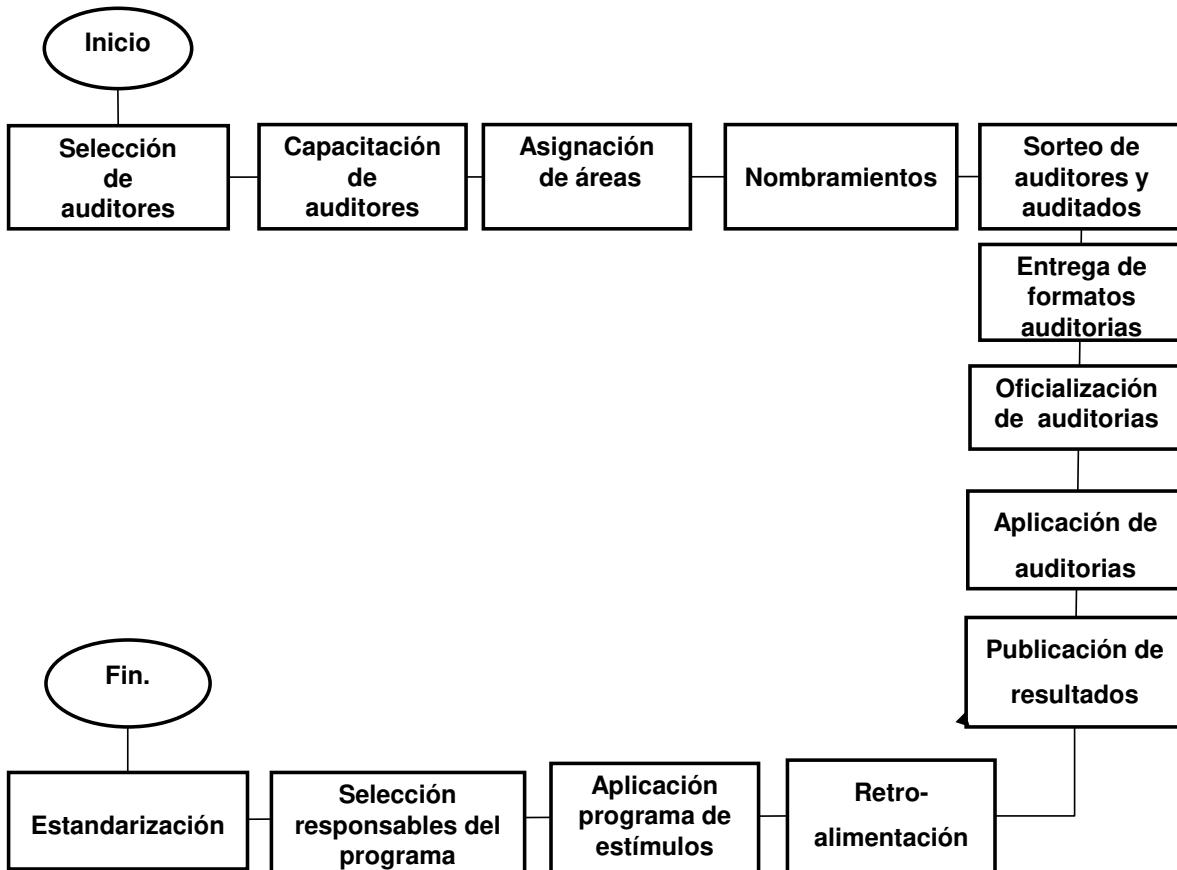 Inicio
Selección
de
auditores
Capacitación
de
auditores
Asignación
de áreas
Nombramientos
Sorteo de
auditores y
auditados
Entrega de
formatos
auditorias
Oficialización
de auditorias
Aplicación de
auditorias
Publicación de
resultados
Retro-
alimentación
Aplicación
programa de
estímulos
Selección
responsables del
programa
Estandarización
Fin.